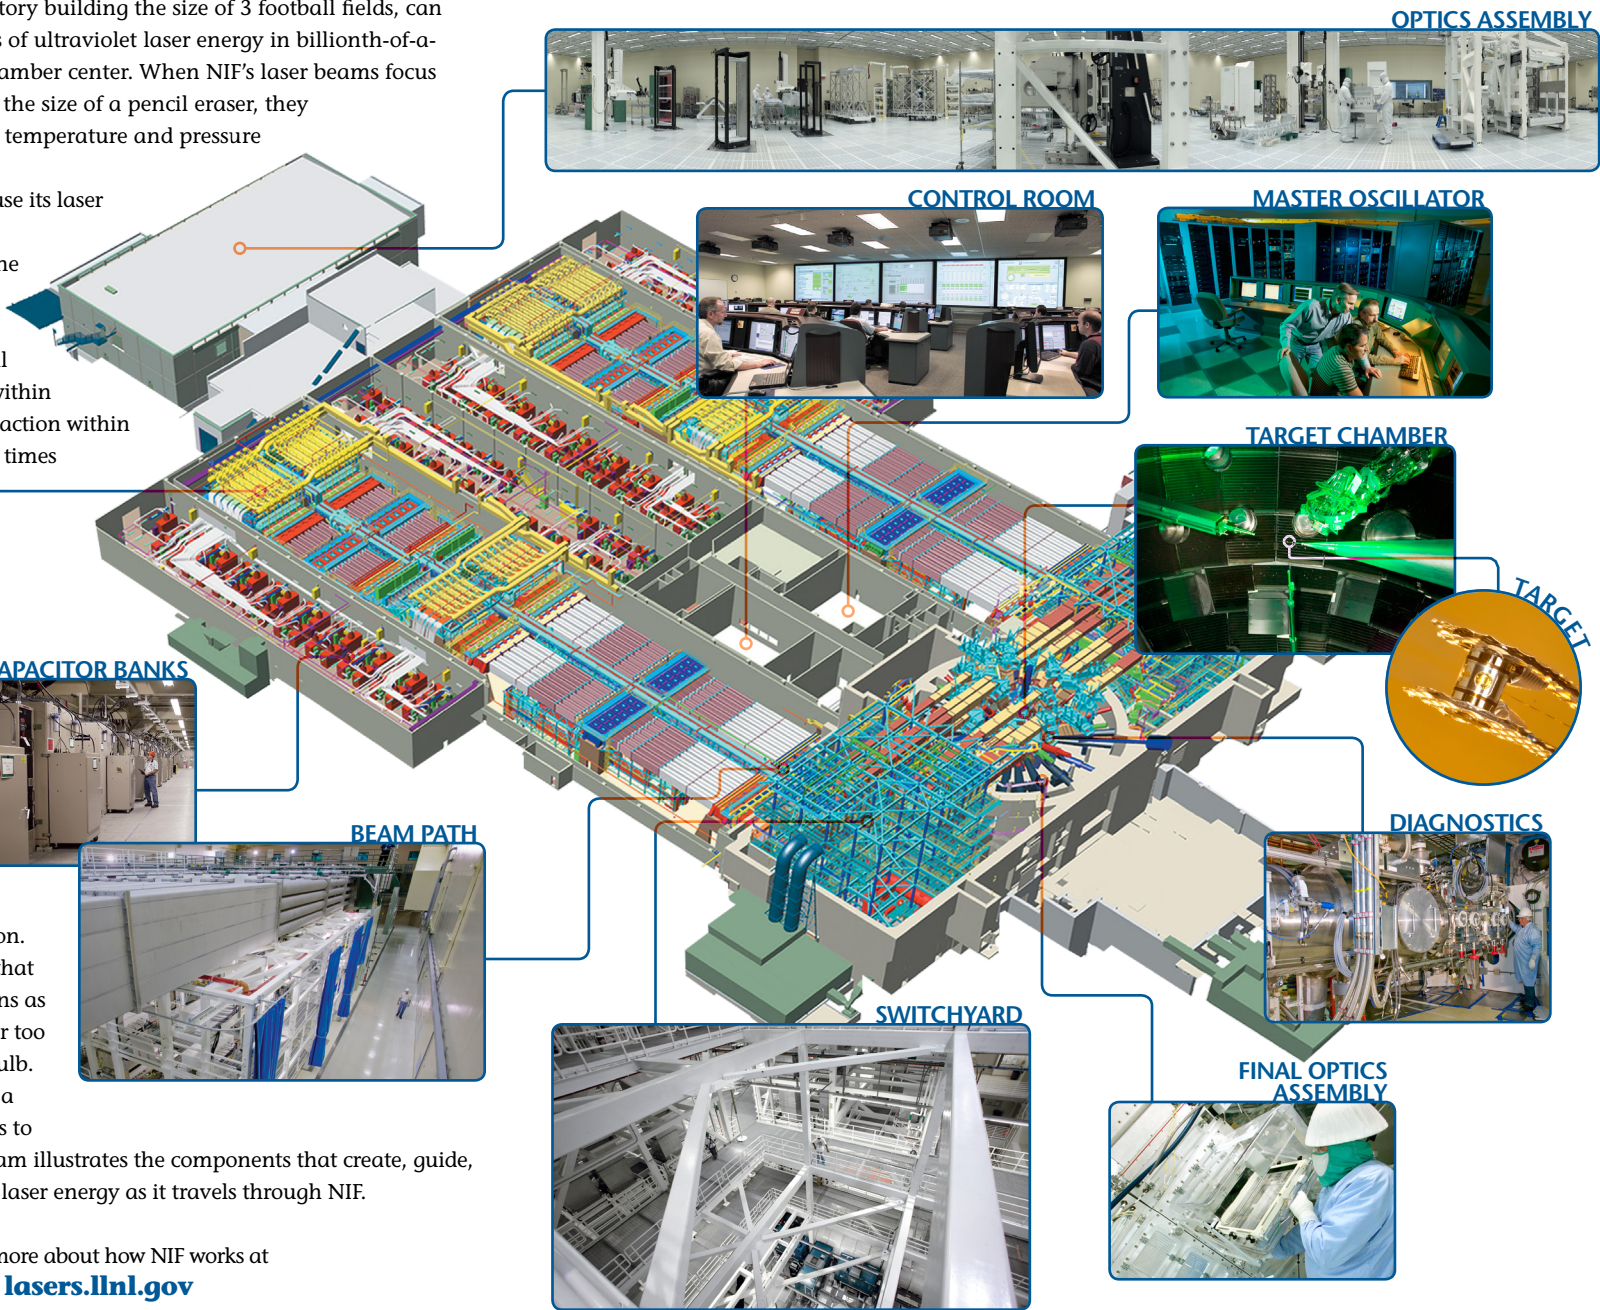 tory building the size of 3 football fields, can
s of ultraviolet laser energy in billionth-of-a-
amber center. When NIF's laser beams focus
the size of a pencil eraser, they
temperature and pressure
use its laser
he
l
within
action within
times
OPTICS ASSEMBLY
CONTROL ROOM
MASTER OSCILLATOR
TARGET CHAMBER
TARGET
APACITOR BANKS
BEAM PATH
DIAGNOSTICS
SWITCHYARD
FINAL OPTICS
ASSEMBLY
on.
hat
ns as
r too
ulb.
a
s to
am illustrates the components that create, guide,
laser energy as it travels through NIF.
more about how NIF works at
lasers.llnl.gov